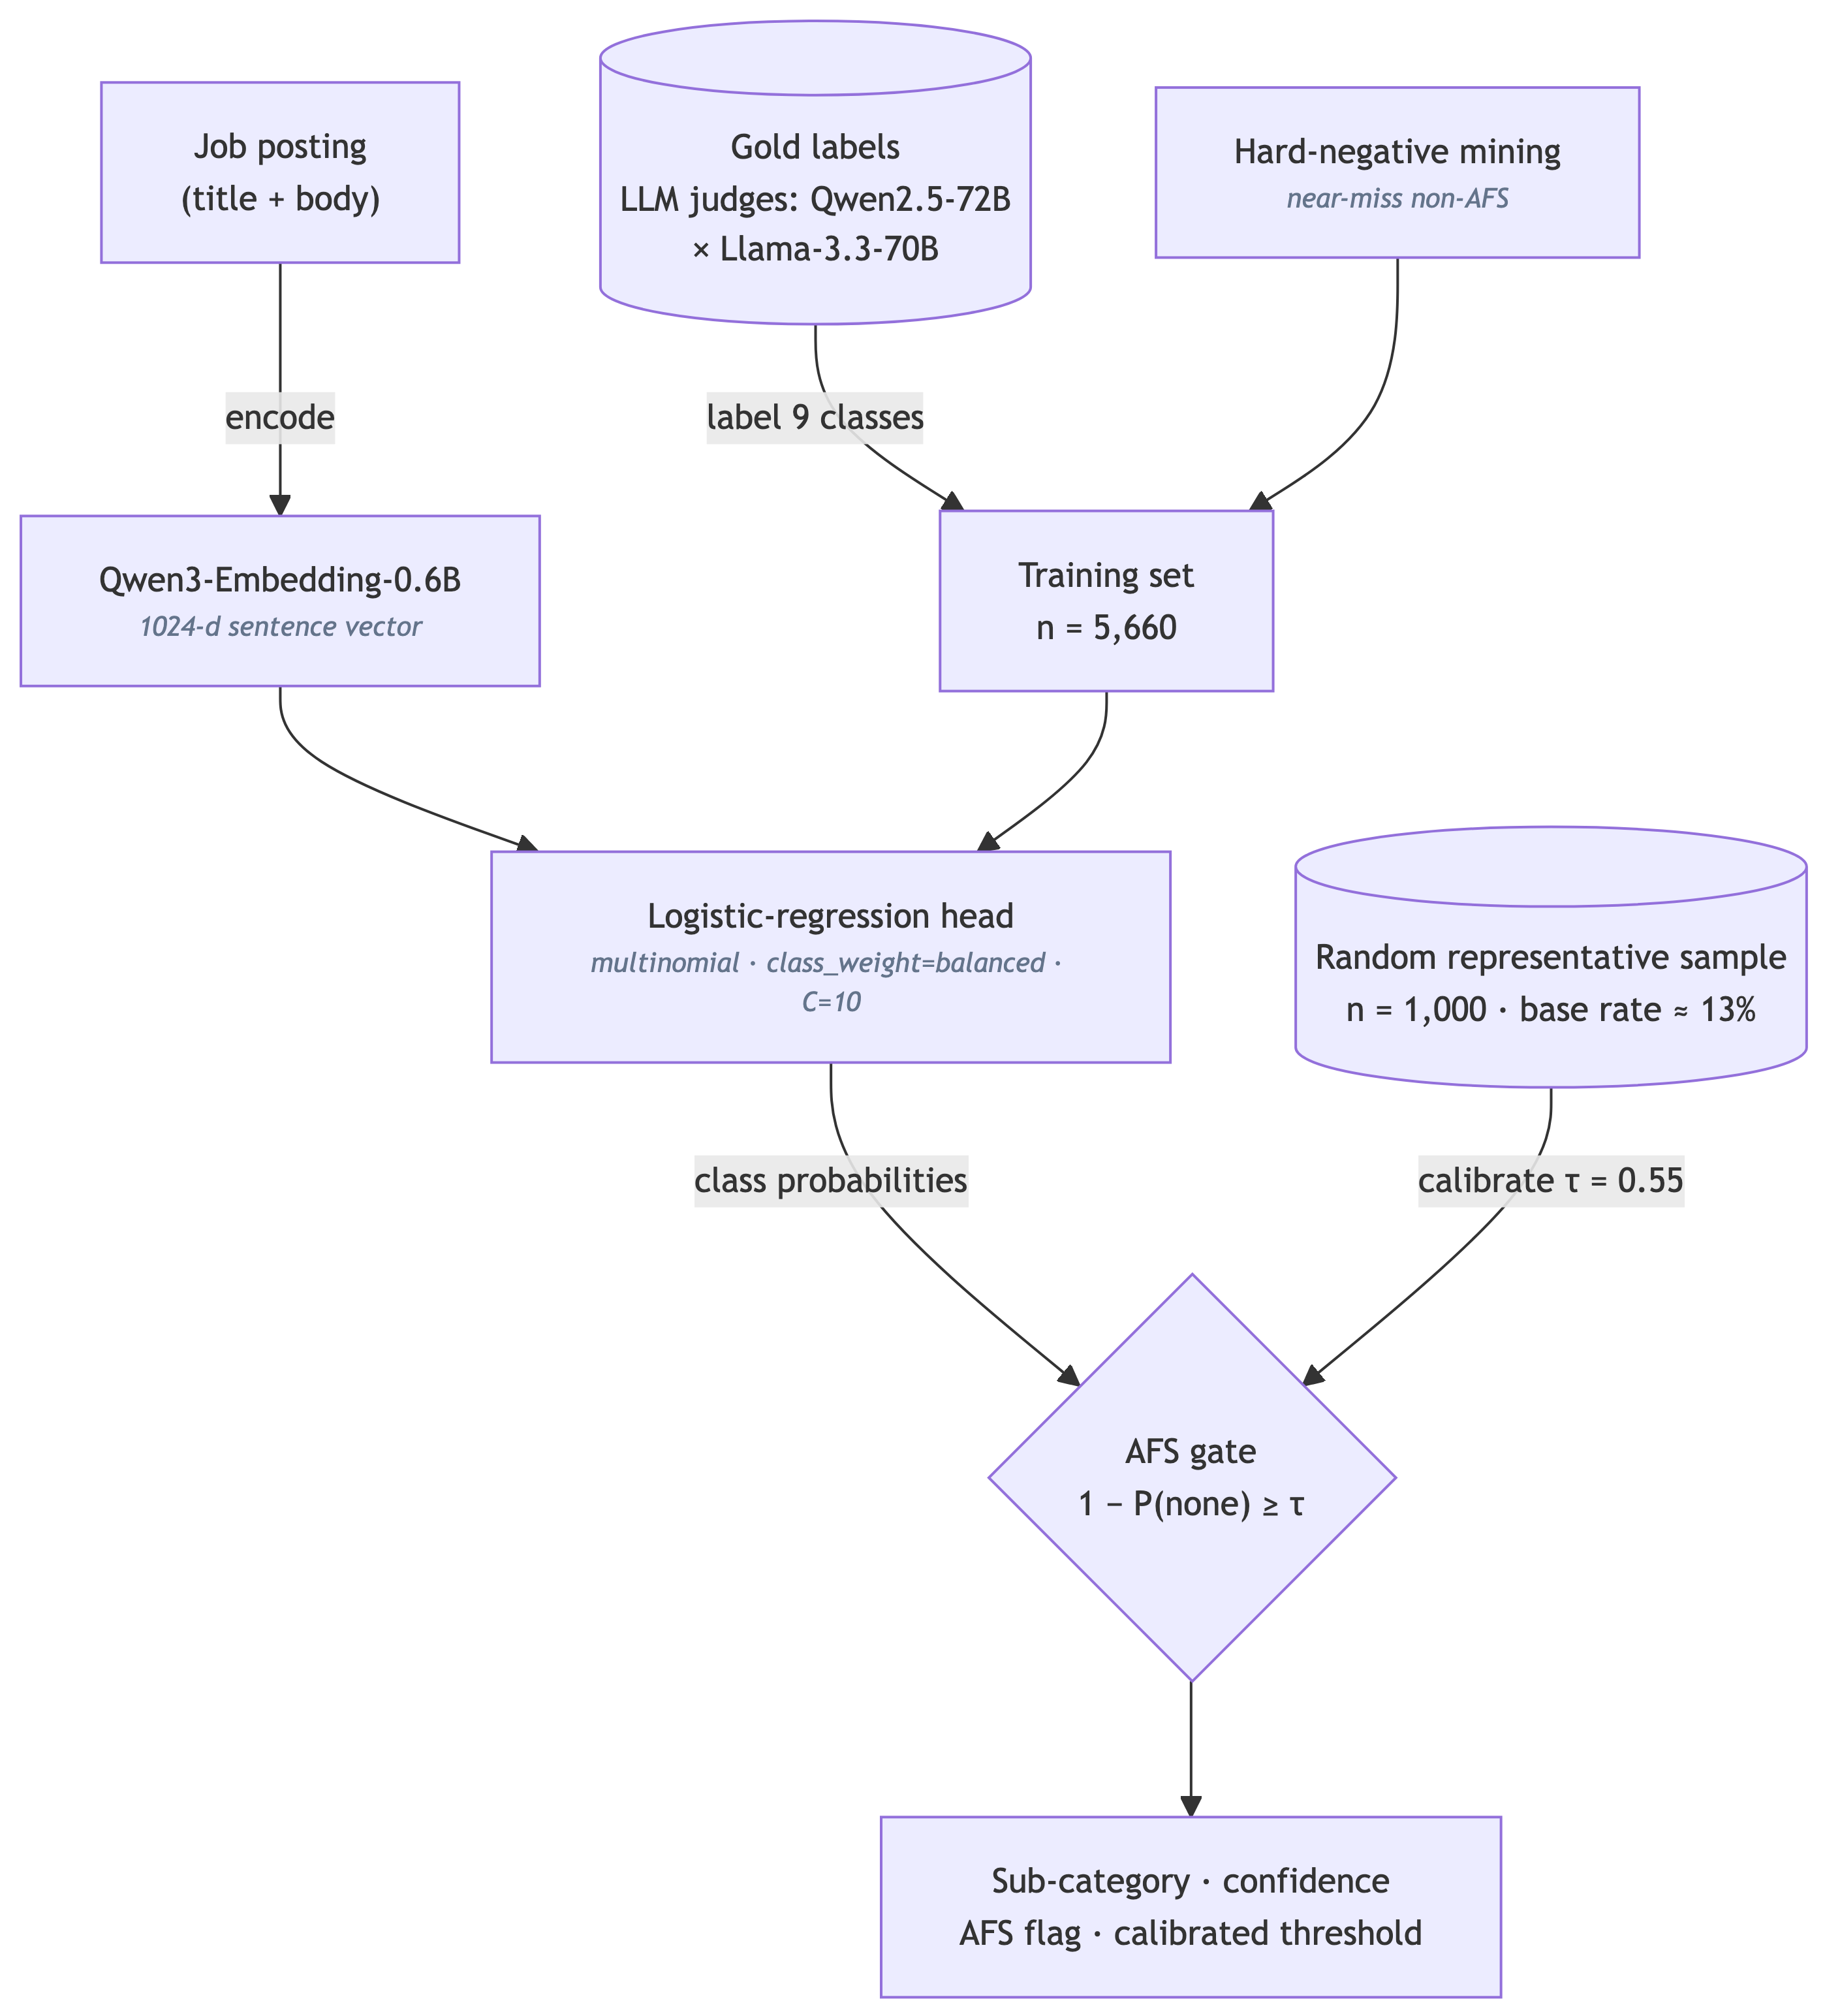 Job posting
(title + body)
Gold labels
LLM judges: Qwen2.5-72B
× Llama-3.3-70B
Hard-negative mining
near-miss non-AFS
encode
label 9 classes
Qwen3-Embedding-0.6B
1024-d sentence vector
Training set
n = 5,660
Logistic-regression head
multinomial · class_weight=balanced ·
C=10
Random representative sample
n = 1,000 · base rate ≈ 13%
class probabilities
calibrate τ = 0.55
AFS gate
1 − P(none) ≥ τ
Sub-category · confidence
AFS flag · calibrated threshold